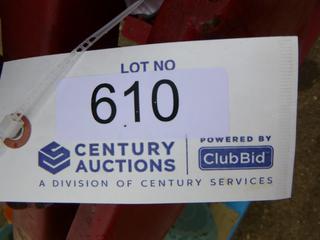 LOT NO
610
CENTURY AUCTIONS
POWERED BY
ClubBid
A DIVISION OF CENTURY SERVICES